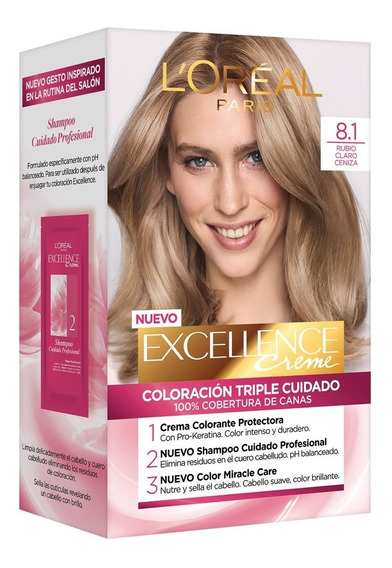 NUEVO GESTO INSPIRADO
EN LA RUTINA DEL SALÓN
Shampoo
Cuidado Profesional
Formulado específicamente con pH
balanceado. Para ser utilizado después de
enjuagar tu coloración Excellence.
L'ORÉAL
PARIS
EXCELLENCE
Creme
2
Shampoo
Cuidado Profesional
Limpia delicadamente el cabello y cuero
cabelludo eliminando los residuos
de coloración.
Sella las cutículas revelando
un cabello con brillo.
L'ORÉAL
PARIS
8.1
RUBIO
CLARO
CENIZA
NUEVO
EXCELLENCE
Creme
COLORACIÓN TRIPLE CUIDADO
100% COBERTURA DE CANAS
1 Crema Colorante Protectora
Con Pro-Keratina. Color intenso y duradero.
2 NUEVO Shampoo Cuidado Profesional
Elimina residuos en el cuero cabelludo, pH balanceado.
3 NUEVO Color Miracle Care
Nutre y sella el cabello. Cabello suave, color brillante.